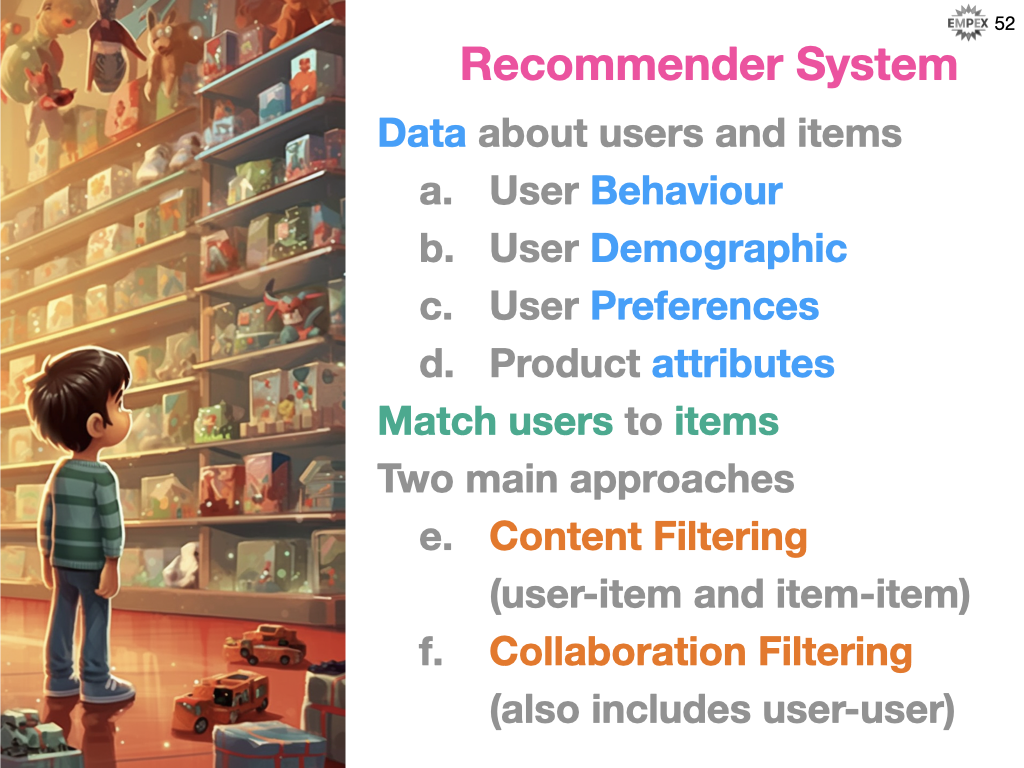 EMPEX 52
Recommender System
Data about users and items
a. User Behaviour
b. User Demographic
c. User Preferences
d. Product attributes
Match users to items
Two main approaches
e. Content Filtering
(user-item and item-item)
f. Collaboration Filtering
(also includes user-user)